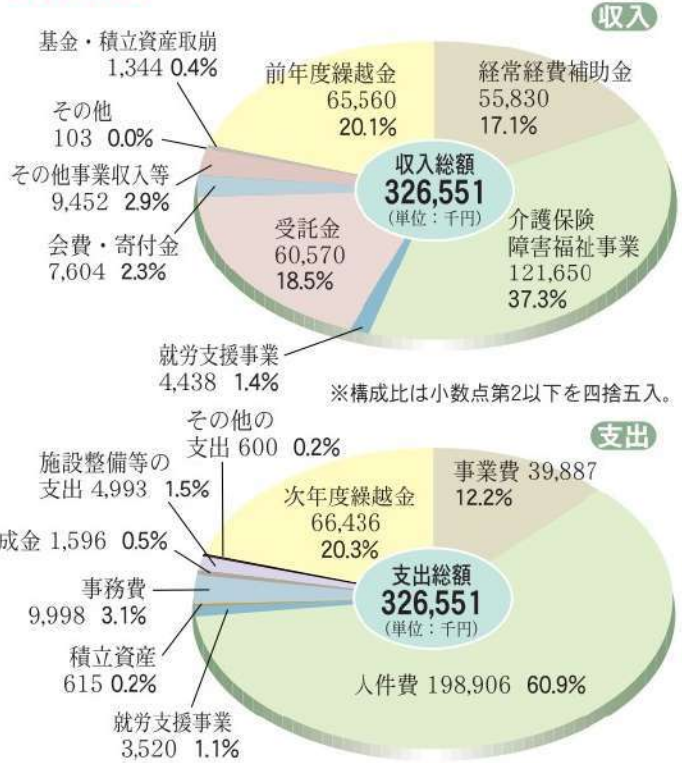 収入
基金・積立資産取崩
1,344 0.4%
前年度繰越金
65,560
20.1%
経常経費補助金
55,830
17.1%
その他
103 0.0%
その他事業収入等
9,452 2.9%
会費・寄付金
7,604 2.3%
収入総額
326,551
(単位：千円)
受託金
60,570
18.5%
介護保険
障害福祉事業
121,650
37.3%
就労支援事業
4,438 1.4%
※構成比は小数点第2以下を四捨五入。
支出
その他の
支出 600 0.2%
施設整備等の
支出 4,993 1.5%
次年度繰越金
66,436
20.3%
事業費 39,887
12.2%
成金 1,596 0.5%
事務費
9,998 3.1%
積立資産
615 0.2%
就労支援事業
3,520 1.1%
支出総額
326,551
(単位：千円)
人件費 198,906 60.9%